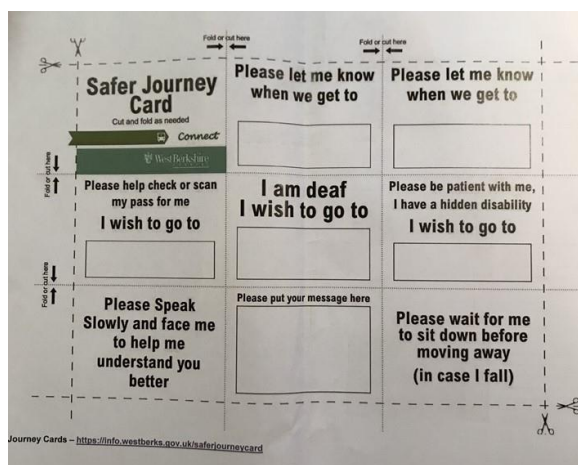 Fold or cut here
Fold or cut here
Safer Journey
Card
Cut and fold as needed
Connect
West Berkshire
Please let me know
when we get to
Please let me know
when we get to
Fold or cut here
Please help check or scan
my pass for me
I wish to go to
I am deaf
I wish to go to
Please be patient with me,
I have a hidden disability
I wish to go to
Fold or cut here
Please Speak
Slowly and face me
to help me
understand you
better
Please put your message here
Please wait for me
to sit down before
moving away
(in case I fall)
Journey Cards – https://info.westberks.gov.uk/saferjourneycard